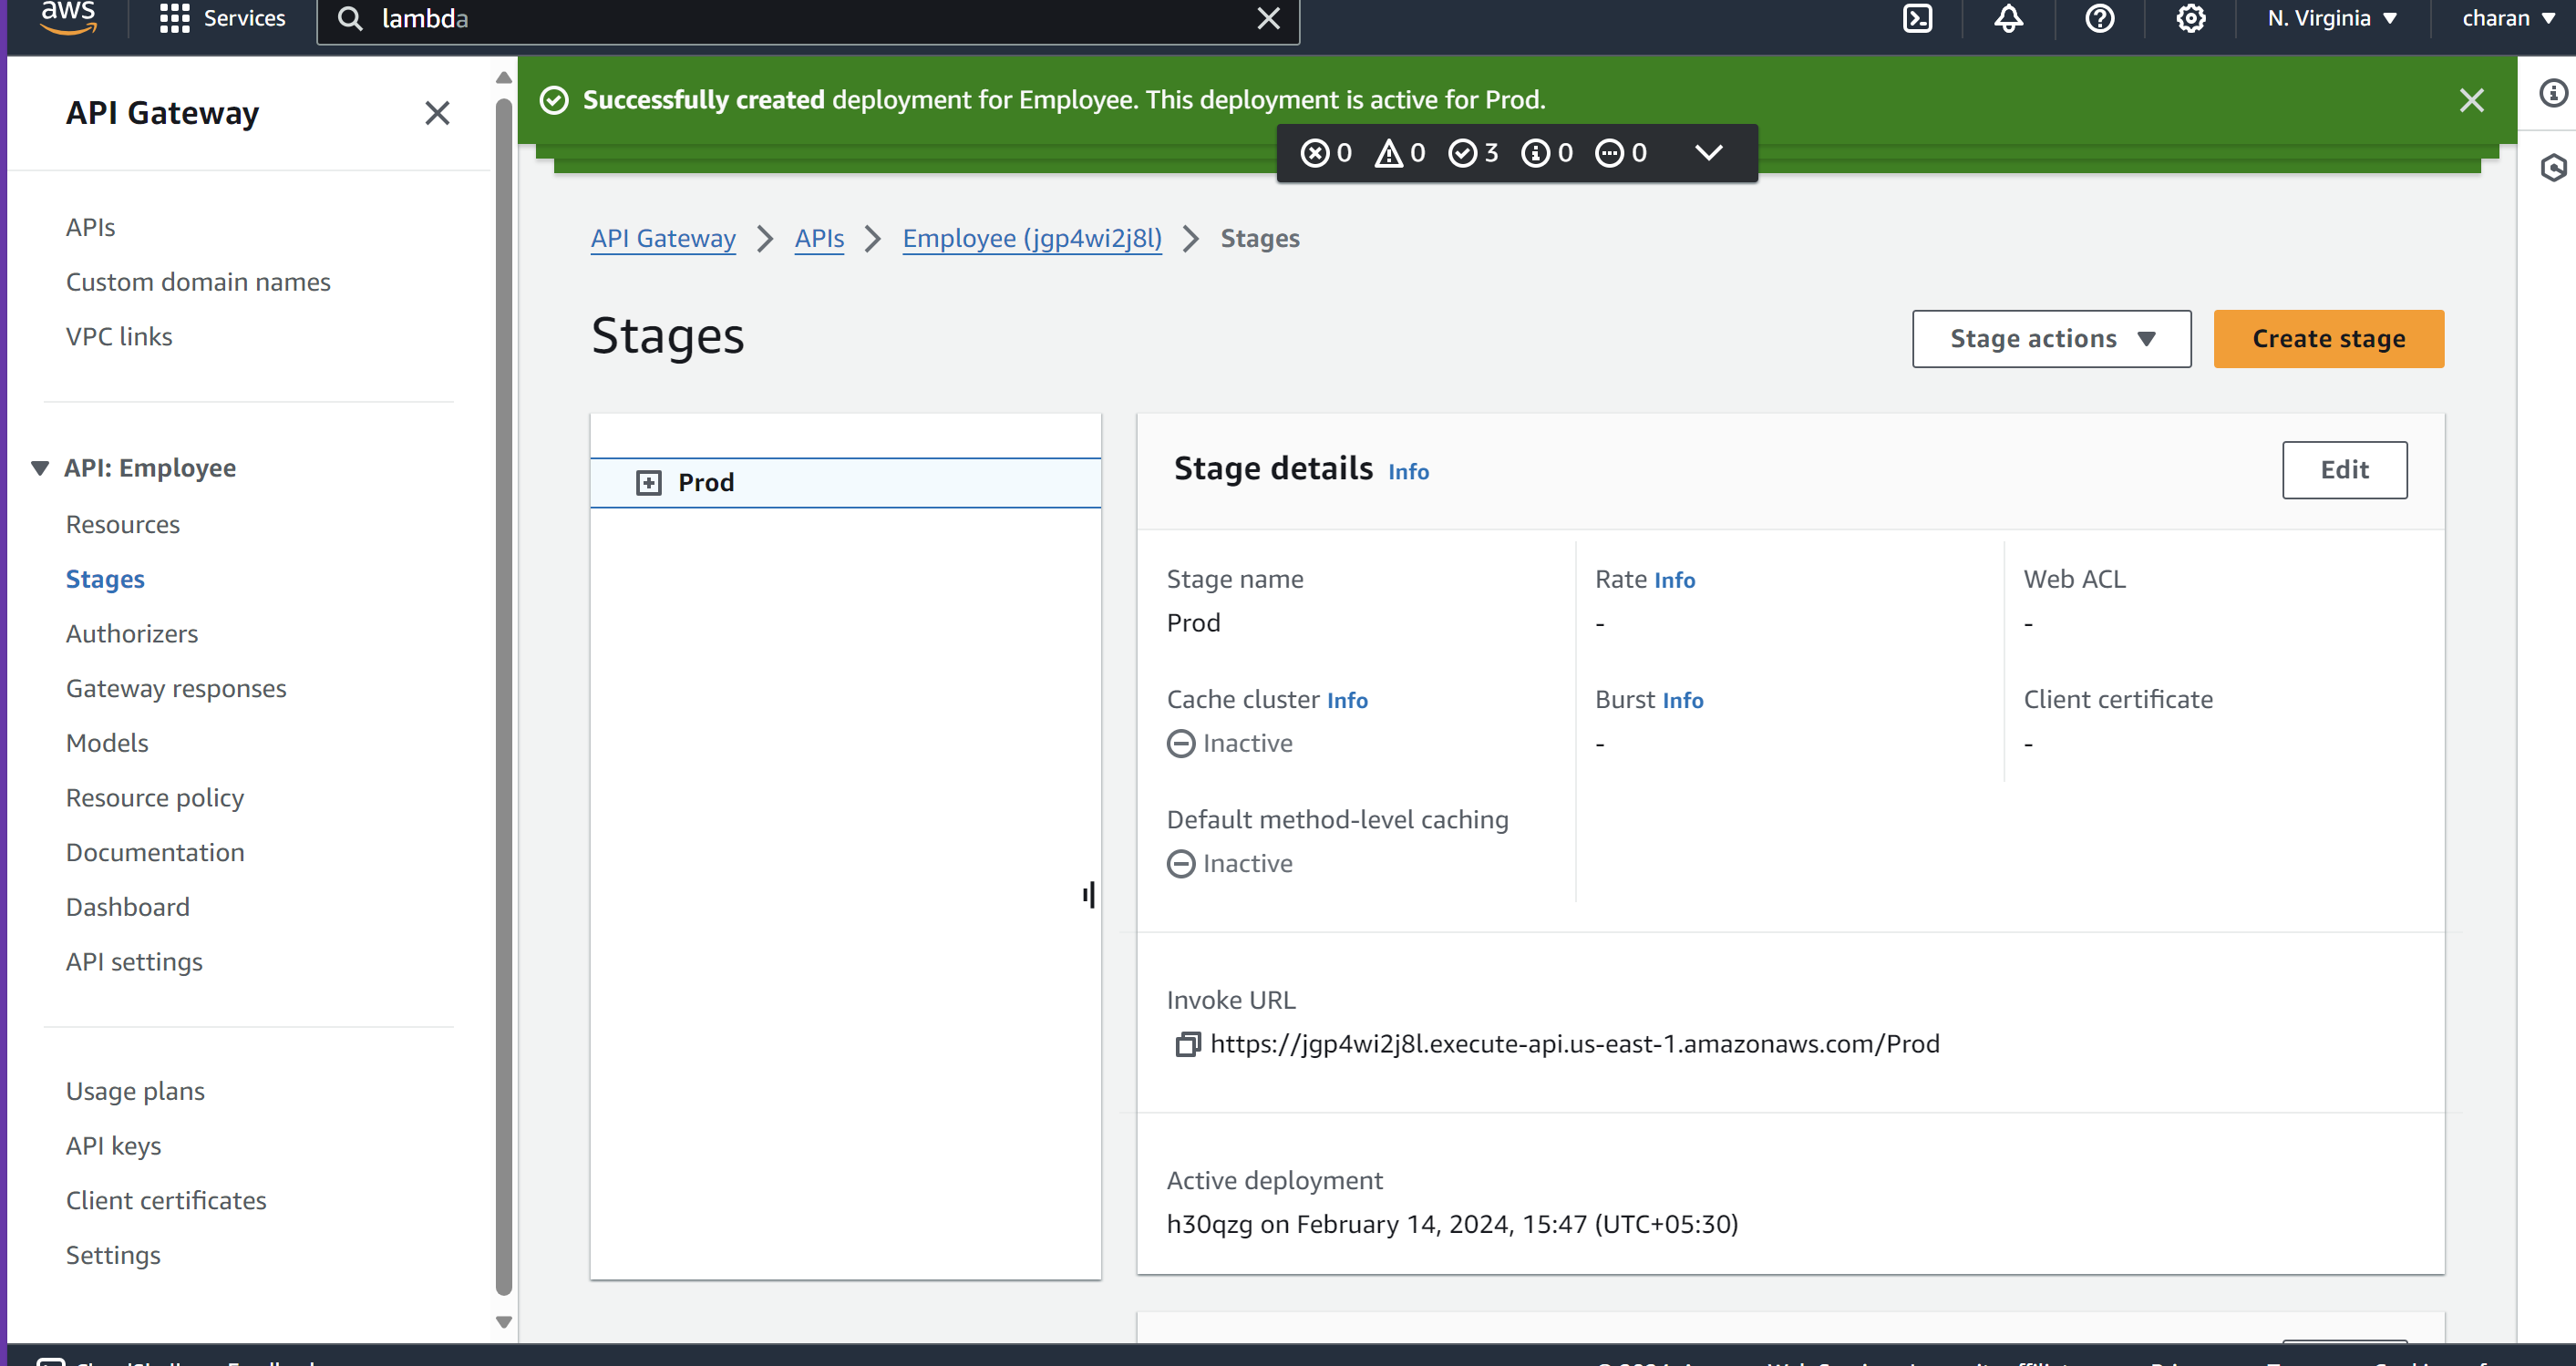 aws
Services
lambda
N. Virginia
charan
API Gateway
APIs
Custom domain names
VPC links
API: Employee
Resources
Stages
Authorizers
Gateway responses
Models
Resource policy
Documentation
Dashboard
API settings
Usage plans
API keys
Client certificates
Settings
Successfully created deployment for Employee. This deployment is active for Prod.
0 0 3 0 0
API Gateway APIs Employee (jgp4wi2j8l) Stages
Stages
Stage actions
Create stage
Prod
Stage details Info
Edit
Stage name
Prod
Rate Info
-
Web ACL
-
Cache cluster Info
Inactive
Burst Info
-
Client certificate
-
Default method-level caching
Inactive
Invoke URL
https://jgp4wi2j8l.execute-api.us-east-1.amazonaws.com/Prod
Active deployment
h30qzg on February 14, 2024, 15:47 (UTC+05:30)